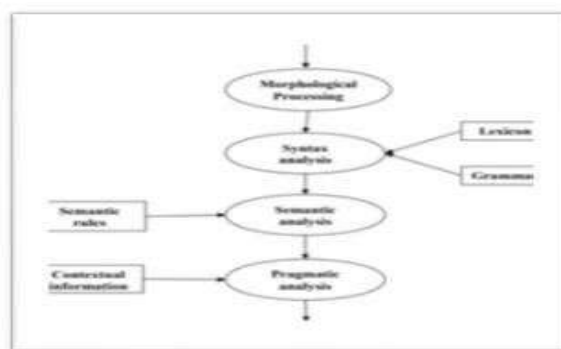 Morphological
Processing
Syntax
analysis
Lexicon
Gramma
Semantic
rules
Semantic
analysis
Contextual
information
Pragmatic
analysis